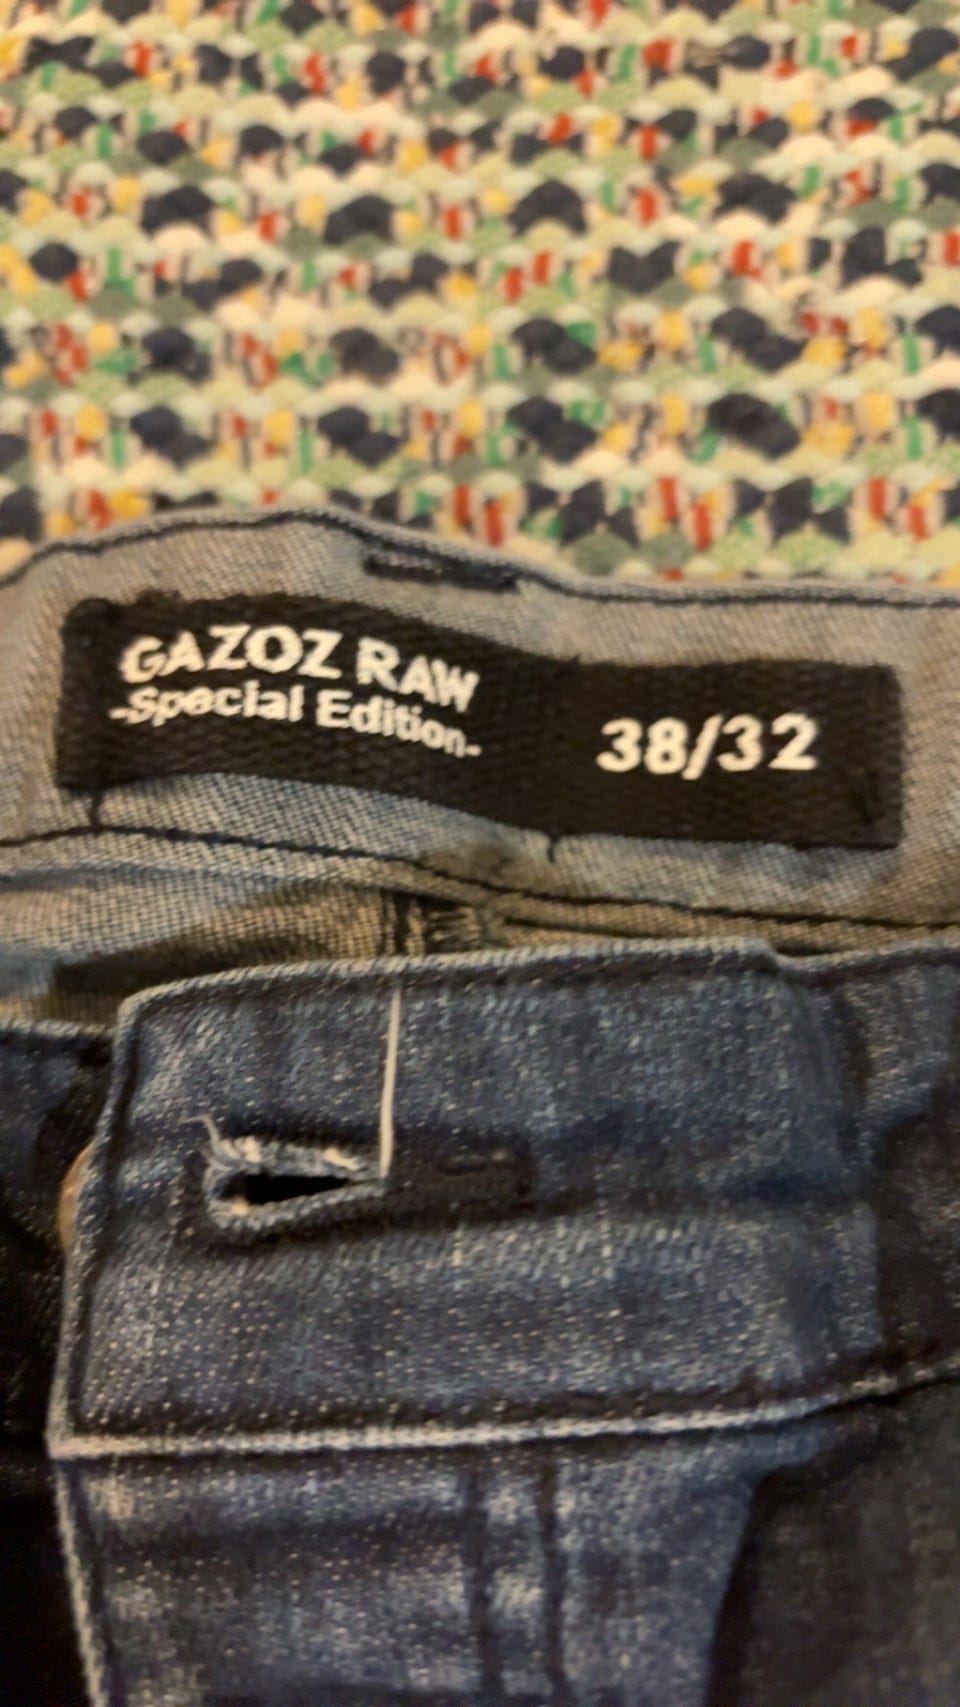 GAZOZ RAW
-Special Edition-
38/32